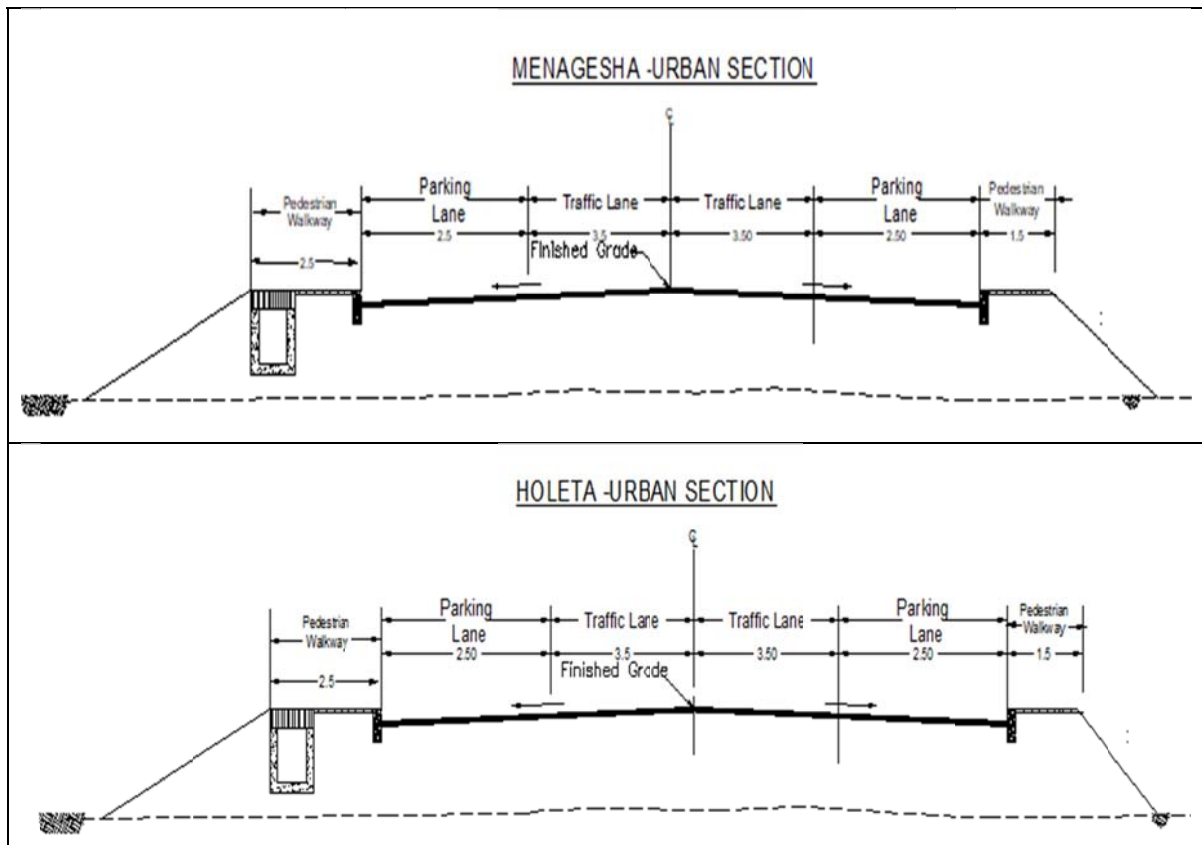 MENAGESHA -URBAN SECTION
℄
Pedestrian
Walkway
Parking
Lane
Traffic Lane
Traffic Lane
Parking
Lane
Pedestrian
Walkway
2.5
2.5
3.5
3.50
2.50
1.5
Finished Grade
HOLETA -URBAN SECTION
℄
Pedestrian
Walkway
Parking
Lane
Traffic Lane
Traffic Lane
Parking
Lane
Pedestrian
Walkway
2.5
2.50
3.5
3.50
2.50
1.5
Finished Grade